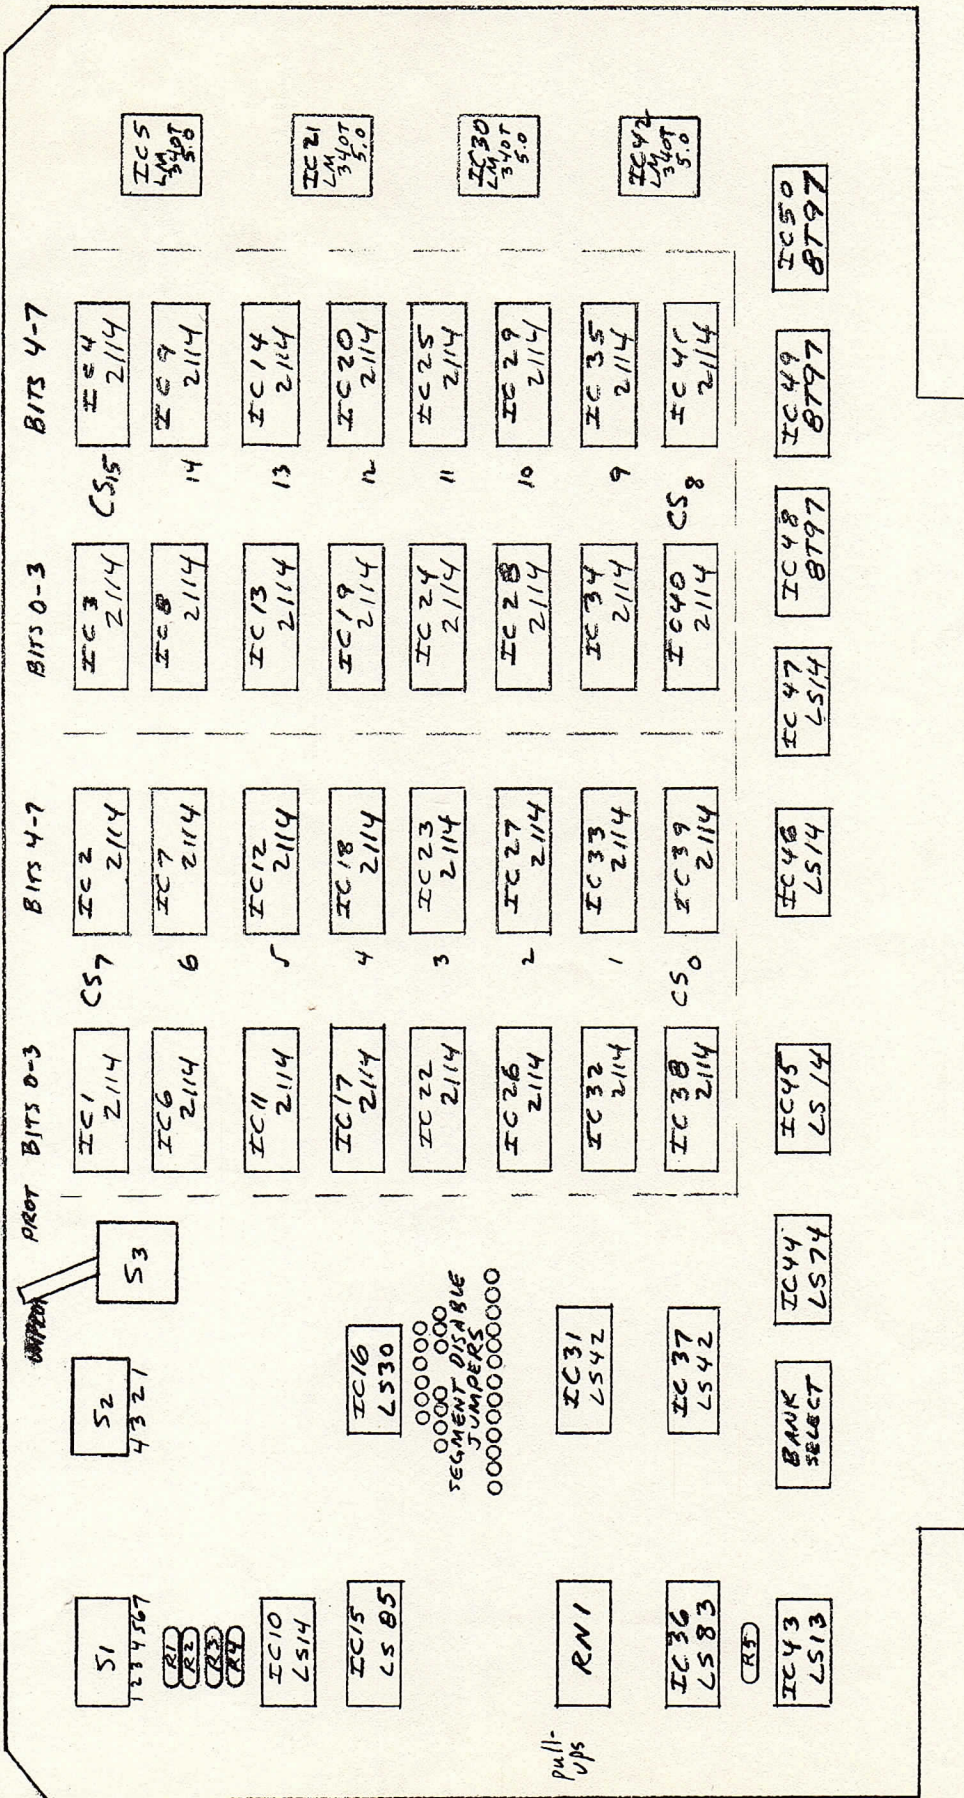 PROT
BITS 0-3
BITS 4-7
BITS 0-3
BITS 4-7
S1
1234567
S2
4321
S3
IC1
2114
CS7
IC2
2114
IC3
2114
CS15
IC4
2114
IC5
LM
340T
5.0
R1
R2
R3
R4
IC6
2114
6
IC7
2114
IC8
2114
14
IC9
2114
IC10
LS14
IC11
2114
5
IC12
2114
IC13
2114
13
IC14
2114
IC21
LM
340T
5.0
IC15
LS85
IC16
LS30
IC17
2114
4
IC18
2114
IC19
2114
12
IC20
2114
SEGMENT DISABLE
JUMPERS
IC22
2114
3
IC23
2114
IC24
2114
11
IC25
2114
IC30
LM
340T
5.0
IC26
2114
2
IC27
2114
IC28
2114
10
IC29
2114
Pull-
ups
RN1
IC31
LS42
IC32
2114
1
IC33
2114
IC34
2114
9
IC35
2114
IC42
LM
340T
5.0
IC36
LS83
IC37
LS42
IC38
2114
CS0
IC39
2114
IC40
2114
CS8
IC41
2114
R5
IC43
LS13
BANK
SELECT
IC44
LS74
IC45
LS14
IC46
LS14
IC47
LS14
IC48
8T97
IC49
8T97
IC50
8T97